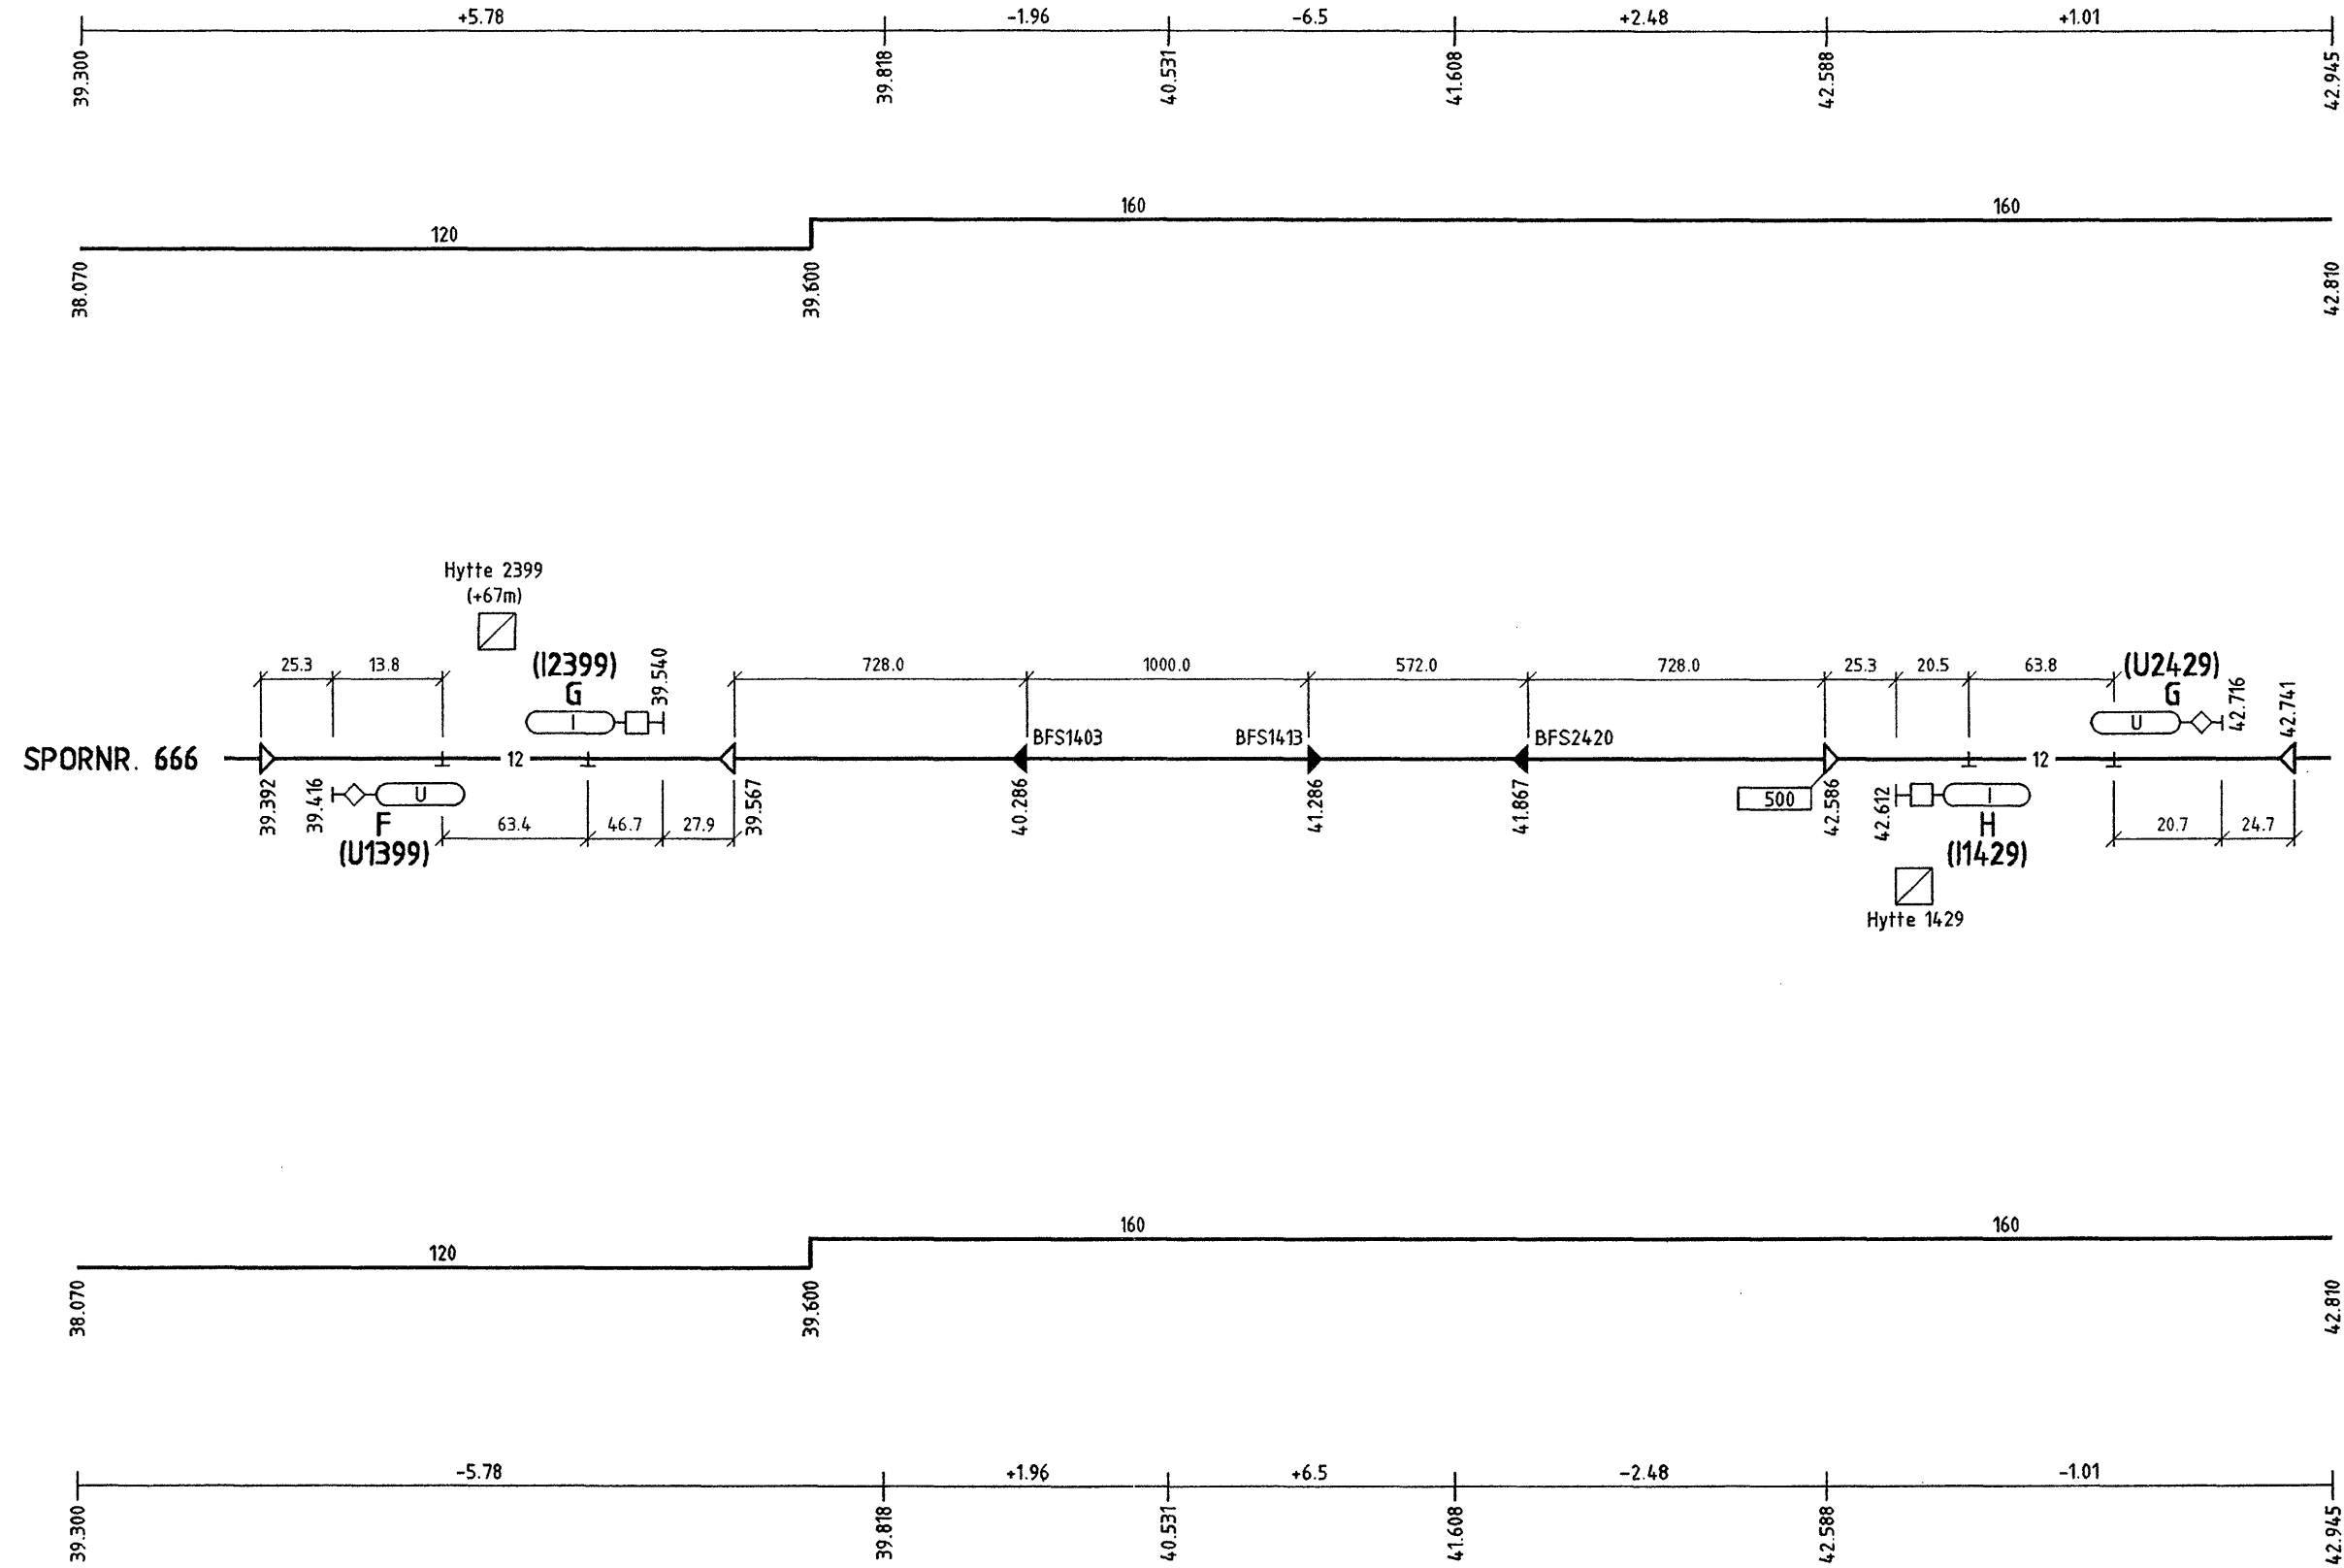 +5.78 -1.96 -6.5 +2.48 +1.01
39.300 39.818 40.531 41.608 42.588 42.945
160 160
120
38.070 39.600 42.810
Hytte 2399
(+67m)
25.3 13.8 (I2399) 39.540 728.0 1000.0 572.0 728.0 25.3 20.5 63.8 (U2429)
G G
I U 42.716 42.741
BFS1403 BFS1413 BFS2420
SPORNR. 666 12 12
39.392 39.416 U 39.567 40.286 41.286 41.867 500 42.586 42.612 I
F 63.4 46.7 27.9 H 20.7 24.7
(U1399) (I1429)
Hytte 1429
160 160
120
38.070 39.600 42.810
-5.78 +1.96 +6.5 -2.48 -1.01
39.300 39.818 40.531 41.608 42.588 42.945